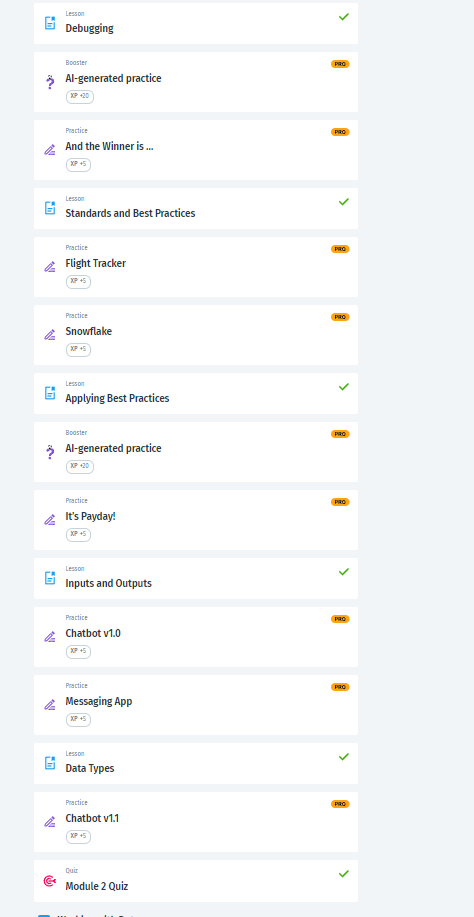 Lesson
Debugging
Booster
PRO
AI-generated practice
XP +20
Practice
PRO
And the Winner is ...
XP +5
Lesson
Standards and Best Practices
Practice
PRO
Flight Tracker
XP +5
Practice
PRO
Snowflake
XP +5
Lesson
Applying Best Practices
Booster
PRO
AI-generated practice
XP +20
Practice
PRO
It's Payday!
XP +5
Lesson
Inputs and Outputs
Practice
PRO
Chatbot v1.0
XP +5
Practice
PRO
Messaging App
XP +5
Lesson
Data Types
Practice
PRO
Chatbot v1.1
XP +5
Quiz
Module 2 Quiz